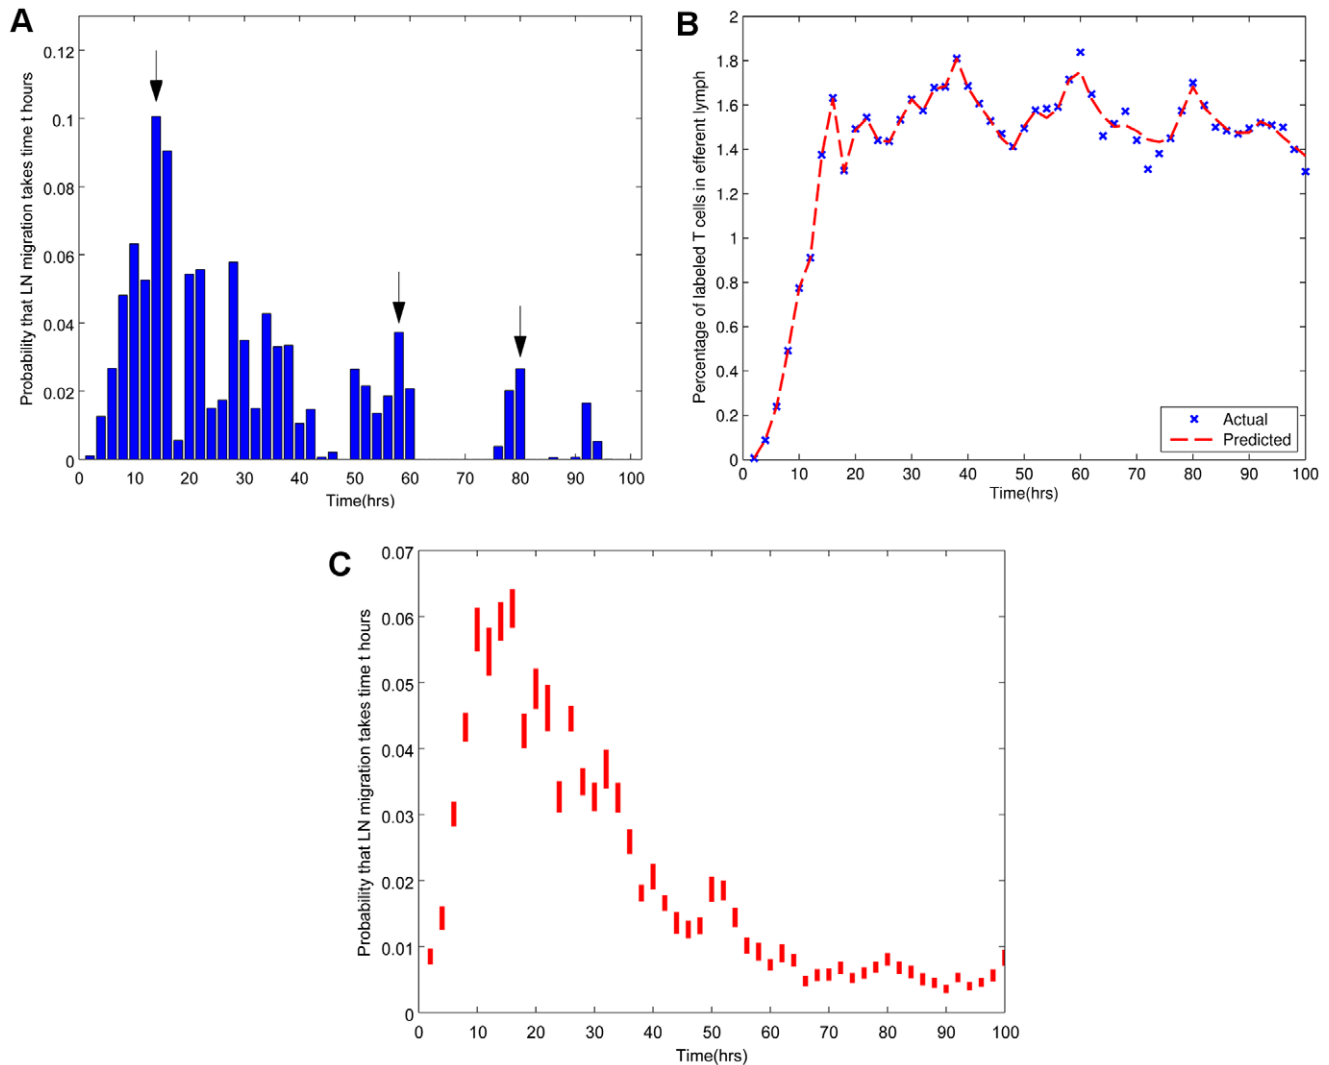 A
Probability that LN migration takes time t hours
0.12
0.1
0.08
0.06
0.04
0.02
0
0 10 20 30 40 50 60 70 80 90 100
Time(hrs)
B
Percentage of labeled T cells in efferent lymph
2
1.8
1.6
1.4
1.2
1
0.8
0.6
0.4
0.2
0
0 10 20 30 40 50 60 70 80 90 100
Time(hrs)
Actual
Predicted
C
Probability that LN migration takes time t hours
0.07
0.06
0.05
0.04
0.03
0.02
0.01
0
0 10 20 30 40 50 60 70 80 90 100
Time(hrs)